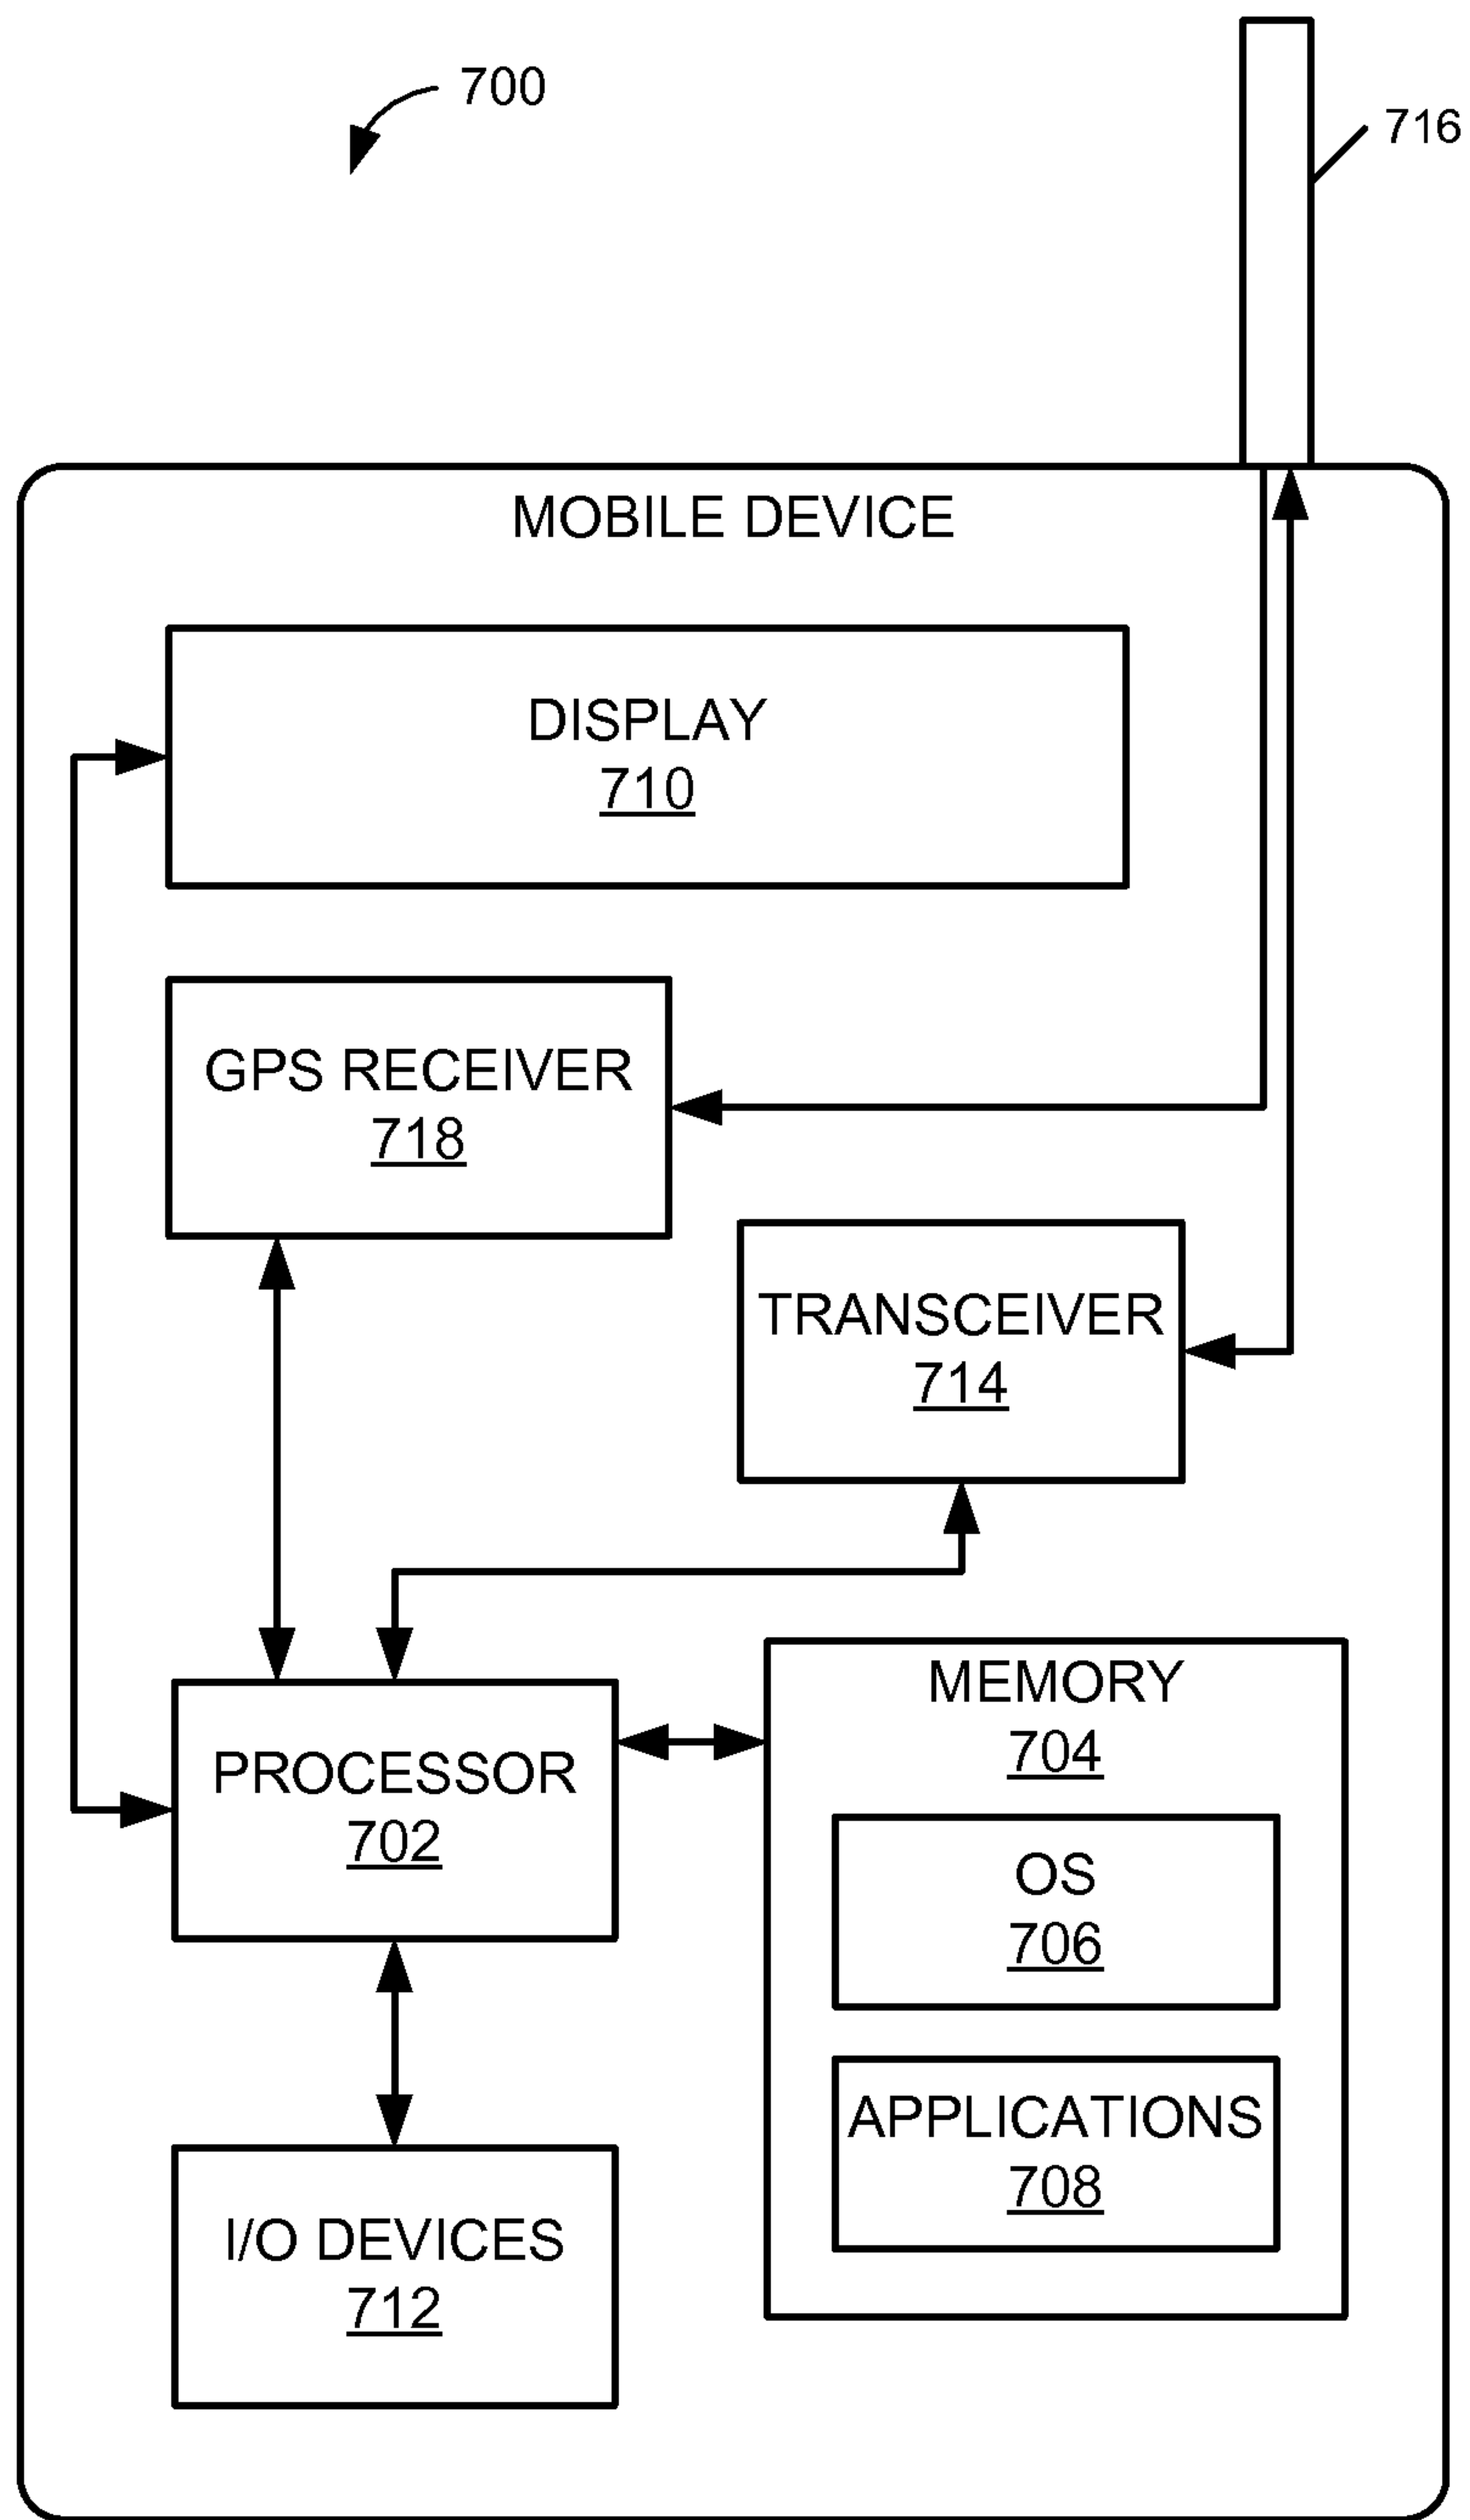 700
716
MOBILE DEVICE
DISPLAY
710
GPS RECEIVER
718
TRANSCEIVER
714
MEMORY
704
PROCESSOR
702
OS
706
APPLICATIONS
708
I/O DEVICES
712